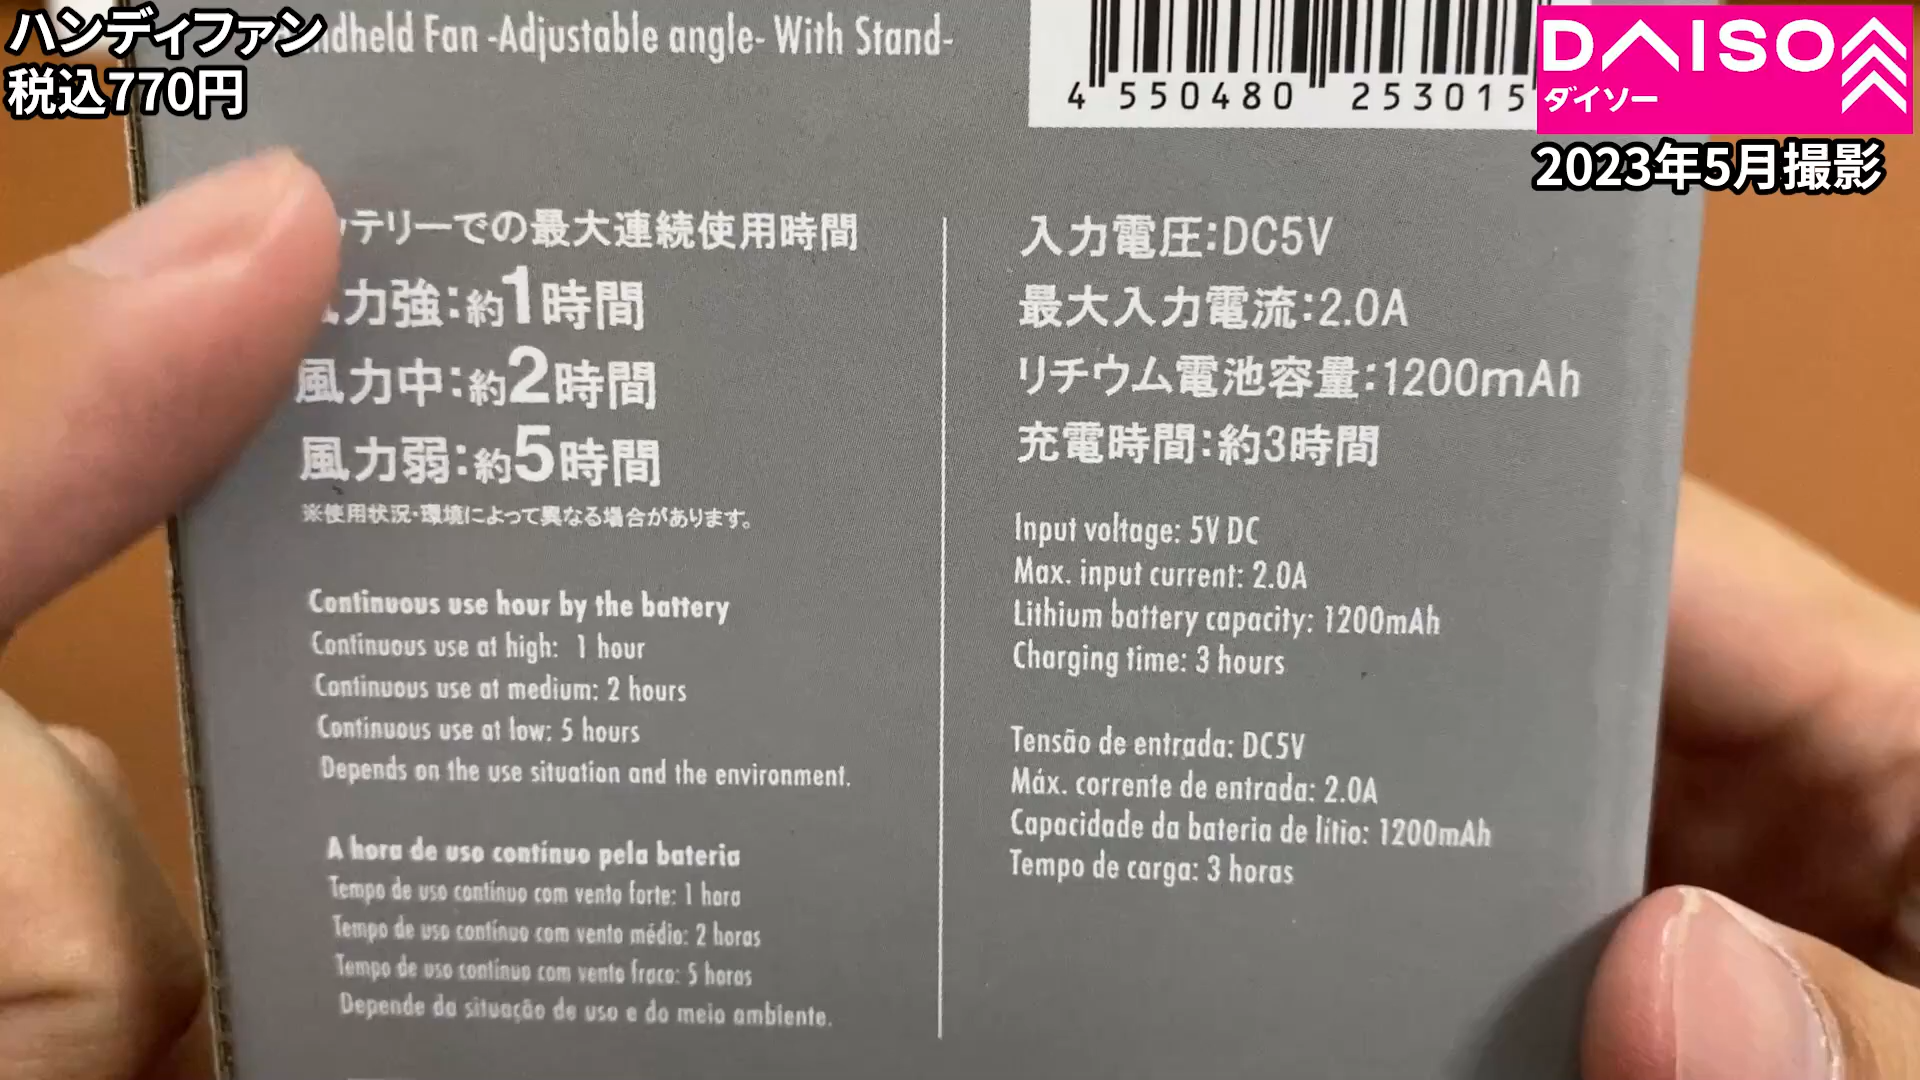 ハンディファン
税込770円
DAISO
ダイソー
2023年5月撮影
Fan -Adjustable angle- With Stand-
4 550480 253015
ッテリーでの最大連続使用時間
力強:約1時間
風力中:約2時間
風力弱:約5時間
※使用状況・環境によって異なる場合があります。
Continuous use hour by the battery
Continuous use at high: 1 hour
Continuous use at medium: 2 hours
Continuous use at low: 5 hours
Depends on the use situation and the environment.
A hora de uso contínuo pela bateria
Tempo de uso contínuo com vento forte: 1 hora
Tempo de uso contínuo com vento médio: 2 horas
Tempo de uso contínuo com vento fraco: 5 horas
Depende da situação de uso e do meio ambiente.
入力電圧:DC5V
最大入力電流:2.0A
リチウム電池容量:1200mAh
充電時間:約3時間
Input voltage: 5V DC
Max. input current: 2.0A
Lithium battery capacity: 1200mAh
Charging time: 3 hours
Tensão de entrada: DC5V
Máx. corrente de entrada: 2.0A
Capacidade da bateria de lítio: 1200mAh
Tempo de carga: 3 horas